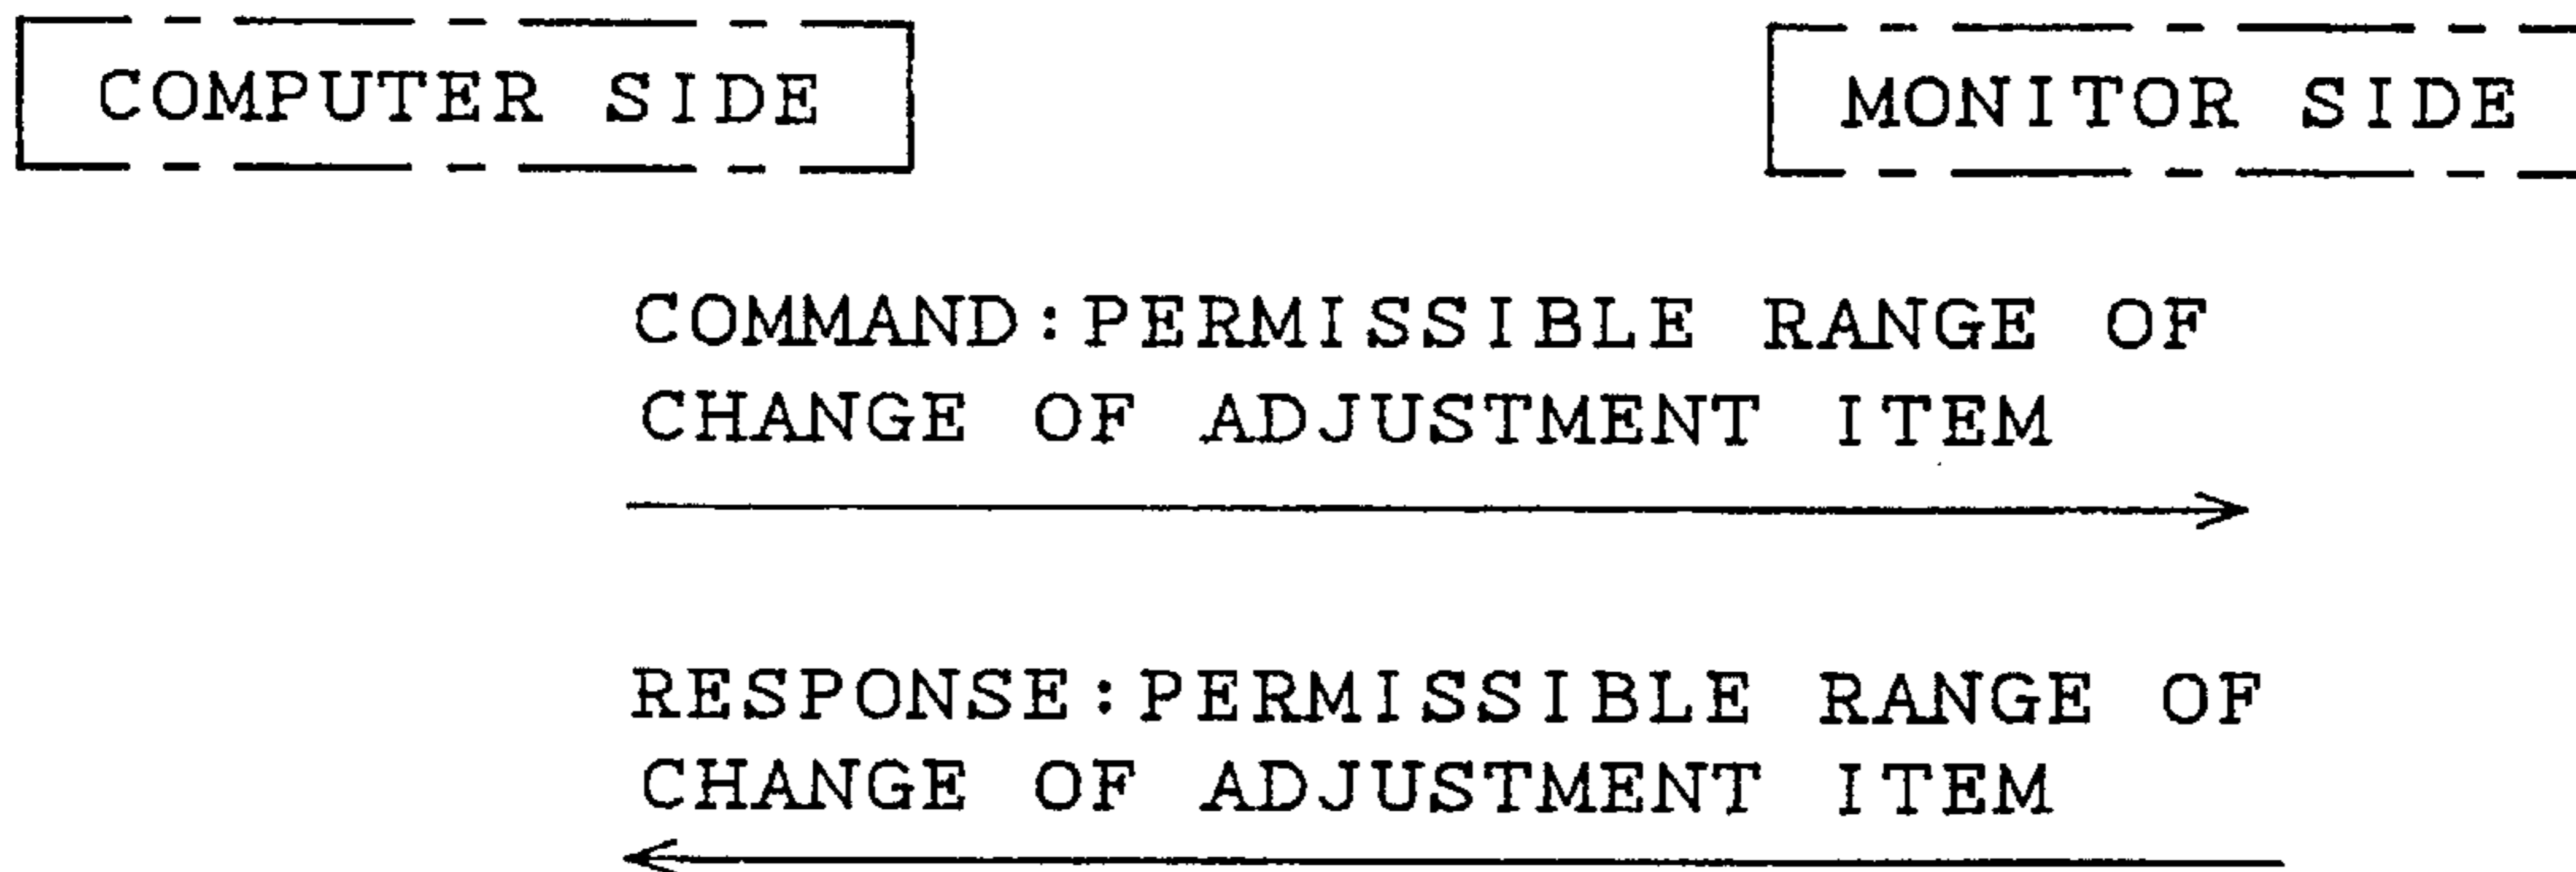 COMPUTER SIDE
MONITOR SIDE
COMMAND:PERMISSIBLE RANGE OF
CHANGE OF ADJUSTMENT ITEM
RESPONSE:PERMISSIBLE RANGE OF
CHANGE OF ADJUSTMENT ITEM